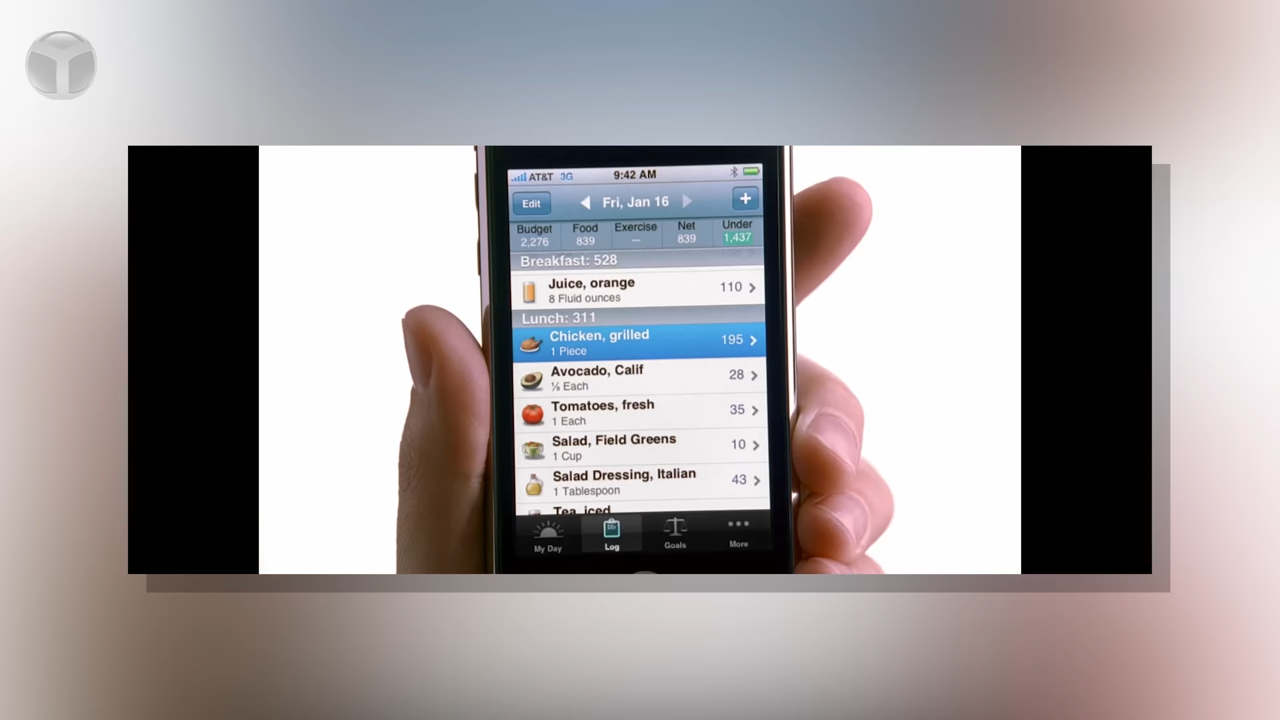 AT&T 3G 9:42 AM
Edit Fri, Jan 16 +
Budget Food Exercise Net Under
2,276 839 — 839 1,437
Breakfast: 528
Juice, orange 110
8 Fluid ounces
Lunch: 311
Chicken, grilled 195
1 Piece
Avocado, Calif 28
⅛ Each
Tomatoes, fresh 35
1 Each
Salad, Field Greens 10
1 Cup
Salad Dressing, Italian 43
1 Tablespoon
Tea, iced
My Day Log Goals More